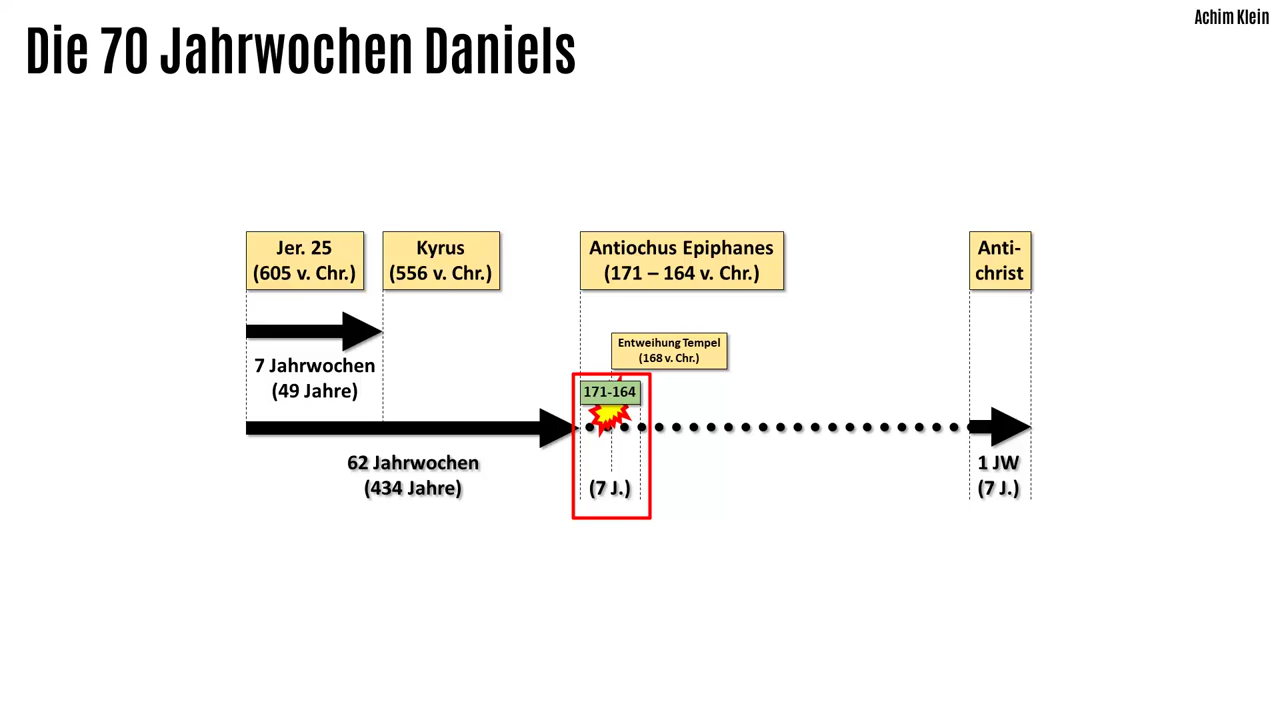 Achim Klein
Die 70 Jahrwochen Daniels
Jer. 25
(605 v. Chr.)
Kyrus
(556 v. Chr.)
Antiochus Epiphanes
(171 – 164 v. Chr.)
Anti-
christ
Entweihung Tempel
(168 v. Chr.)
7 Jahrwochen
(49 Jahre)
171-164
62 Jahrwochen
(434 Jahre)
(7 J.)
1 JW
(7 J.)